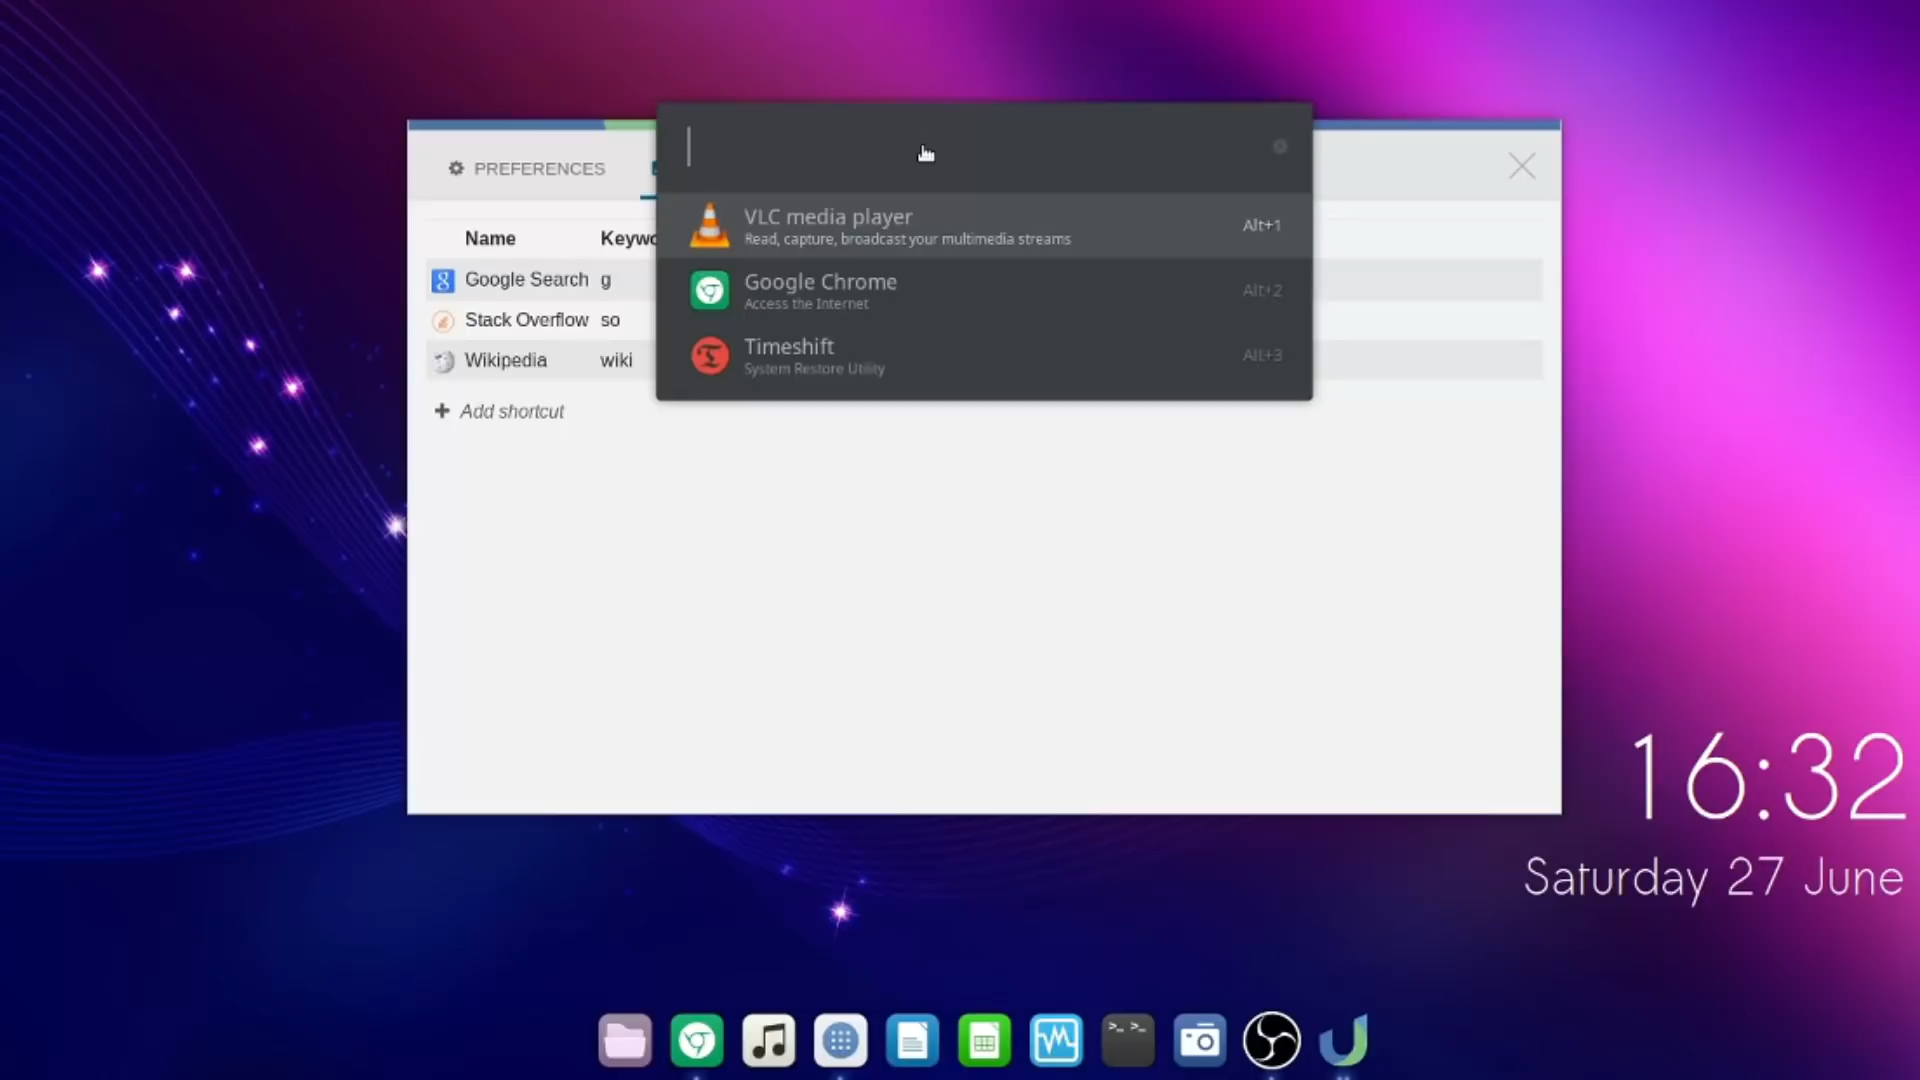 PREFERENCES
Name Keywo
Google Search g
Stack Overflow so
Wikipedia wiki
Add shortcut
VLC media player
Read, capture, broadcast your multimedia streams
Alt+1
Google Chrome
Access the Internet
Alt+2
Timeshift
System Restore Utility
Alt+3
16:32
Saturday 27 June
>_ >_